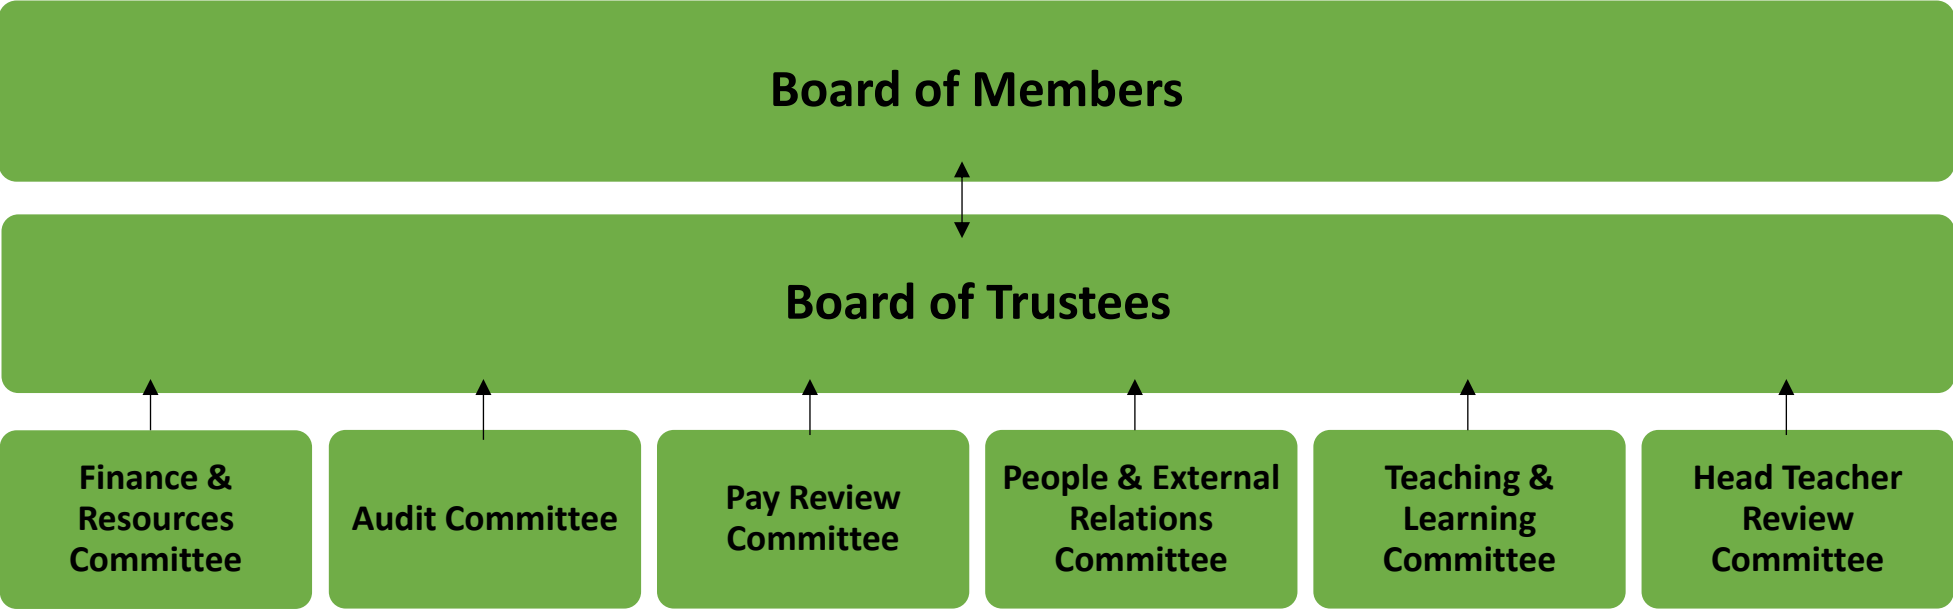 Board of Members
Board of Trustees
Finance &
Resources
Committee
Audit Committee
Pay Review
Committee
People & External
Relations
Committee
Teaching &
Learning
Committee
Head Teacher
Review
Committee